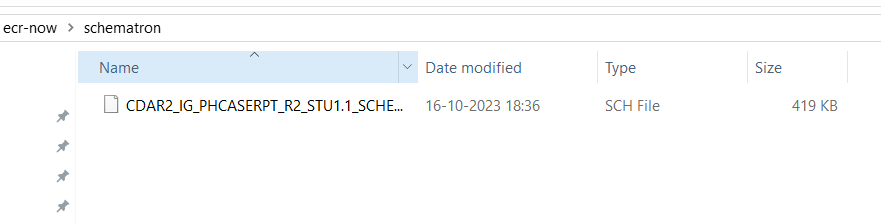 ecr-now > schematron
Name Date modified Type Size
CDAR2_IG_PHCASERPT_R2_STU1.1_SCHE... 16-10-2023 18:36 SCH File 419 KB